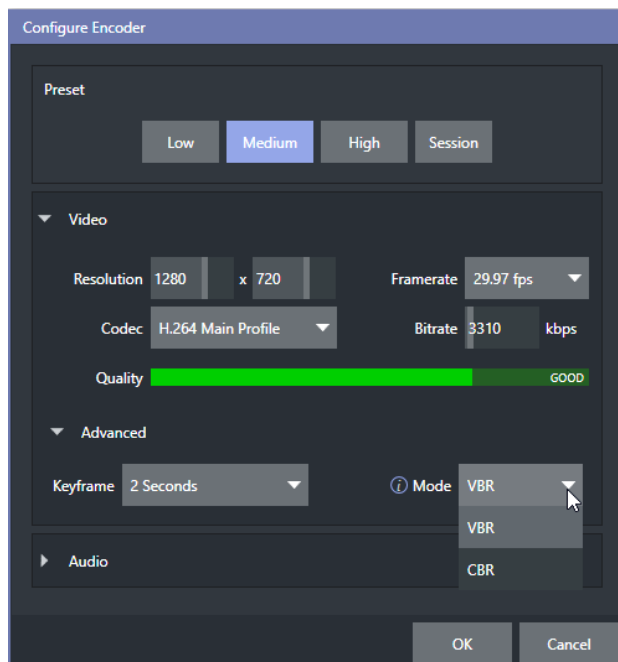 Configure Encoder
Preset
Low Medium High Session
Video
Resolution 1280 x 720 Framerate 29.97 fps
Codec H.264 Main Profile Bitrate 3310 kbps
Quality GOOD
Advanced
Keyframe 2 Seconds i Mode VBR
VBR
Audio
CBR
OK Cancel